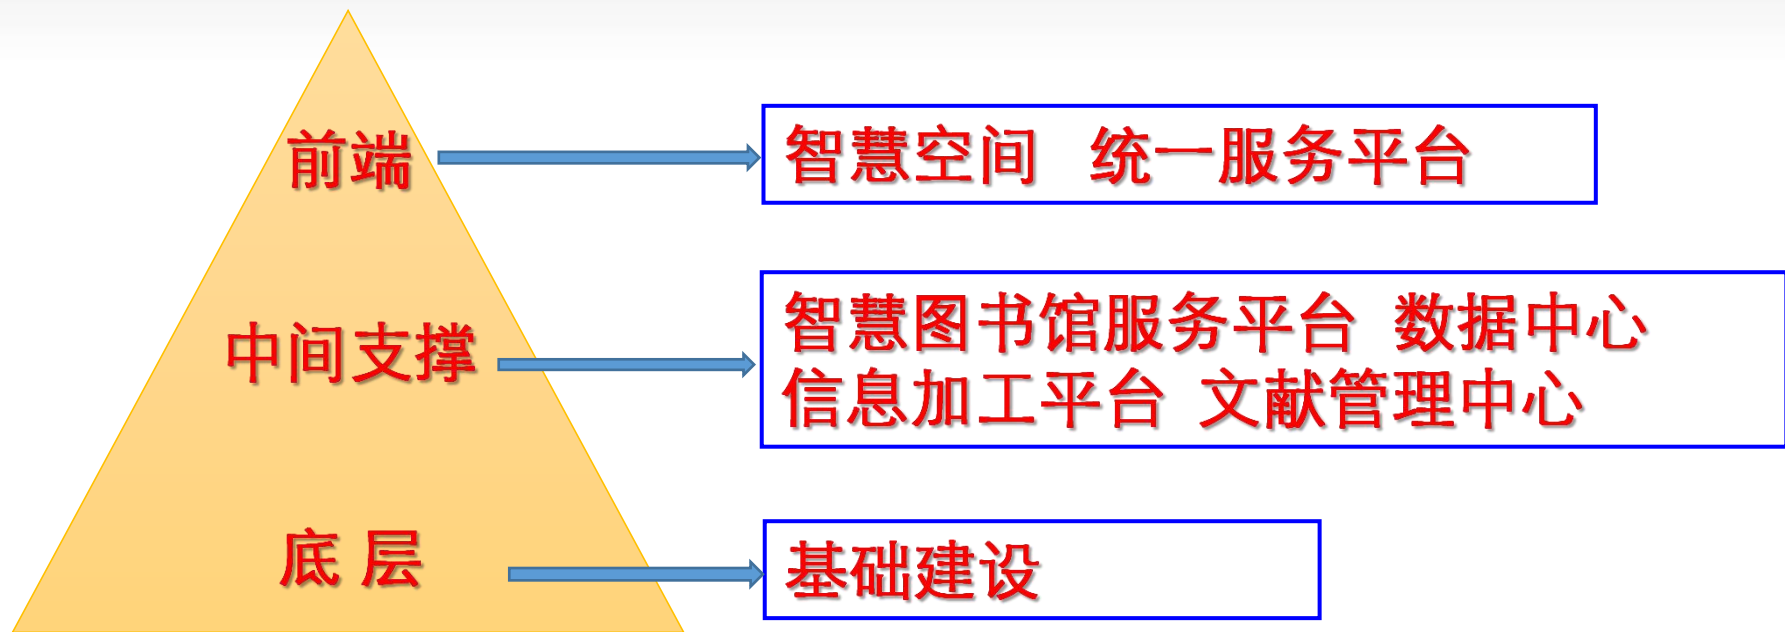 前端
智慧空间 统一服务平台
中间支撑
智慧图书馆服务平台 数据中心
信息加工平台 文献管理中心
底 层
基础建设